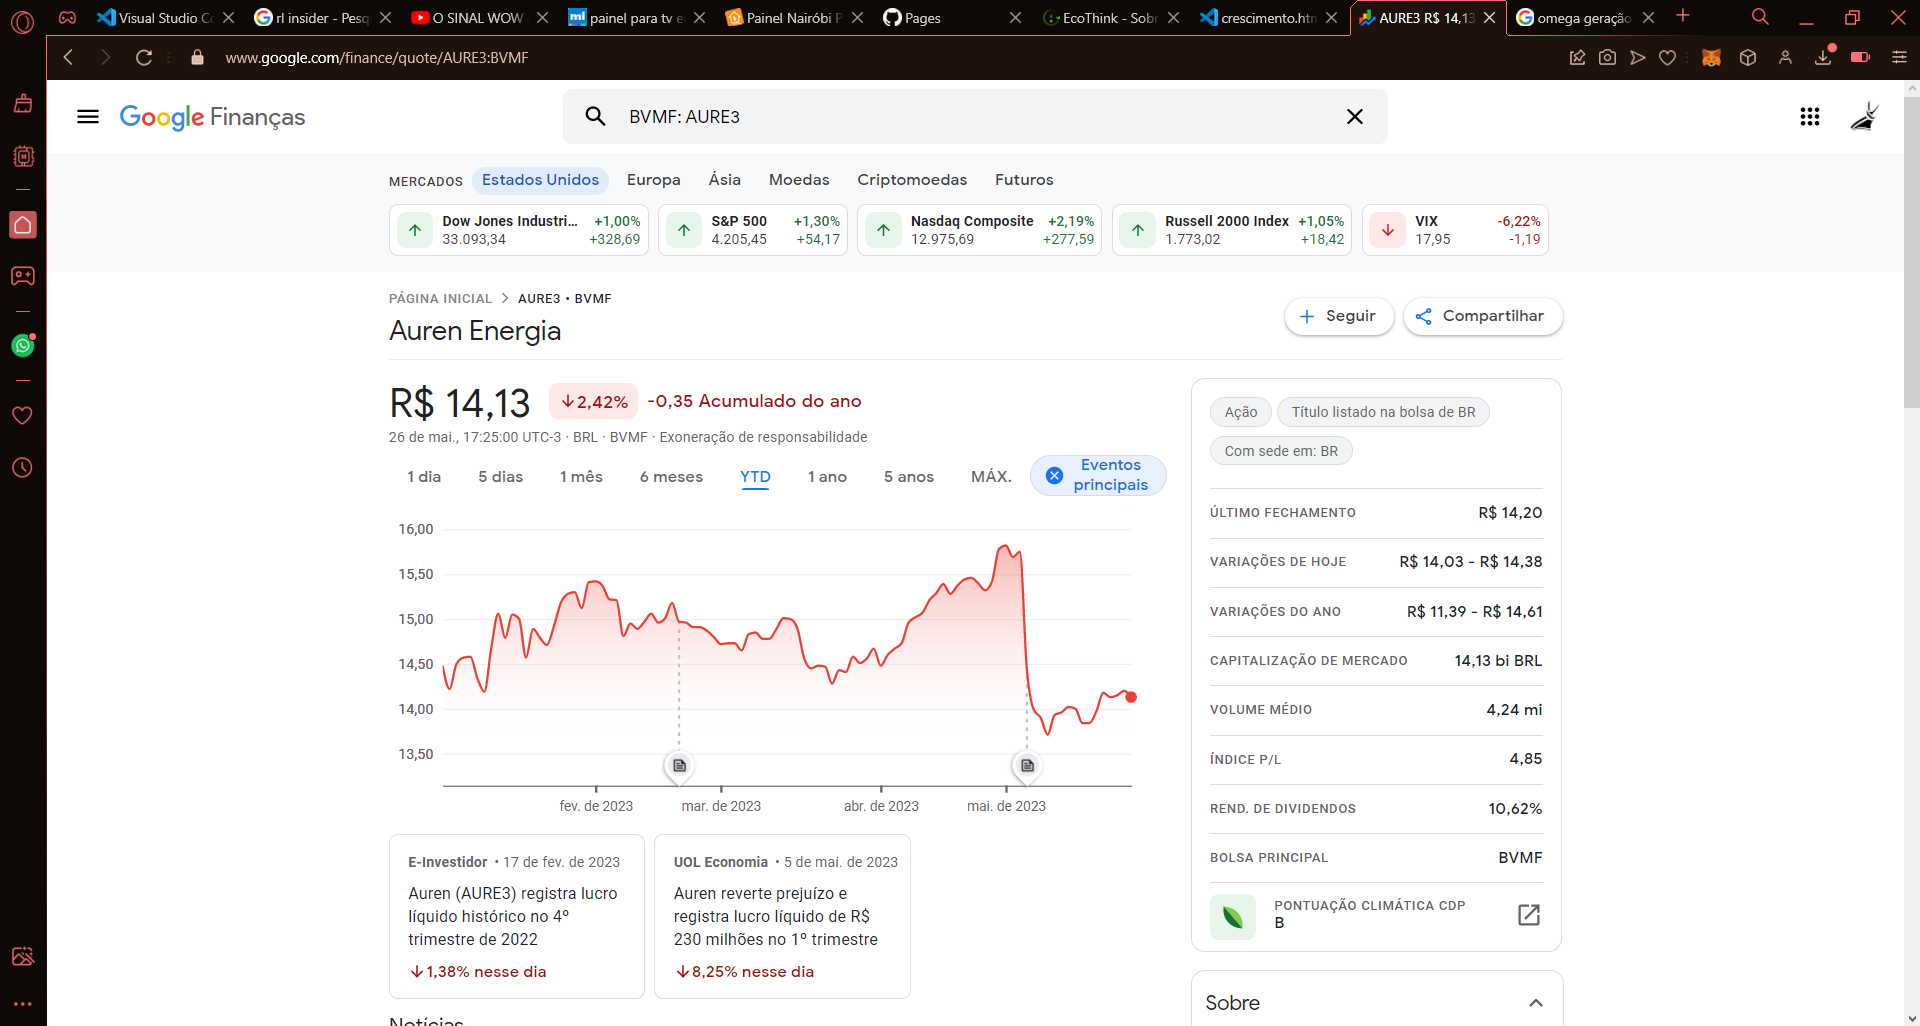 Visual Studio Co
rl insider - Pesq
O SINAL WOW
painel para tv e
Painel Nairóbi P
Pages
EcoThink - Sobr
crescimento.htm
AURE3 R$ 14,13
omega geração
www.google.com/finance/quote/AURE3:BVMF
Google Finanças
BVMF: AURE3
MERCADOS
Estados Unidos
Europa
Ásia
Moedas
Criptomoedas
Futuros
Dow Jones Industri... +1,00%
33.093,34 +328,69
S&P 500 +1,30%
4.205,45 +54,17
Nasdaq Composite +2,19%
12.975,69 +277,59
Russell 2000 Index +1,05%
1.773,02 +18,42
VIX -6,22%
17,95 -1,19
PÁGINA INICIAL > AURE3 • BVMF
Auren Energia
Seguir
Compartilhar
R$ 14,13 ↓2,42% -0,35 Acumulado do ano
26 de mai., 17:25:00 UTC-3 · BRL · BVMF · Exoneração de responsabilidade
1 dia
5 dias
1 mês
6 meses
YTD
1 ano
5 anos
MÁX.
Eventos
principais
16,00
15,50
15,00
14,50
14,00
13,50
fev. de 2023
mar. de 2023
abr. de 2023
mai. de 2023
E-Investidor • 17 de fev. de 2023
Auren (AURE3) registra lucro
líquido histórico no 4º
trimestre de 2022
↓1,38% nesse dia
UOL Economia • 5 de mai. de 2023
Auren reverte prejuízo e
registra lucro líquido de R$
230 milhões no 1º trimestre
↓8,25% nesse dia
Notícias
Ação
Título listado na bolsa de BR
Com sede em: BR
ÚLTIMO FECHAMENTO R$ 14,20
VARIAÇÕES DE HOJE R$ 14,03 - R$ 14,38
VARIAÇÕES DO ANO R$ 11,39 - R$ 14,61
CAPITALIZAÇÃO DE MERCADO 14,13 bi BRL
VOLUME MÉDIO 4,24 mi
ÍNDICE P/L 4,85
REND. DE DIVIDENDOS 10,62%
BOLSA PRINCIPAL BVMF
PONTUAÇÃO CLIMÁTICA CDP
B
Sobre